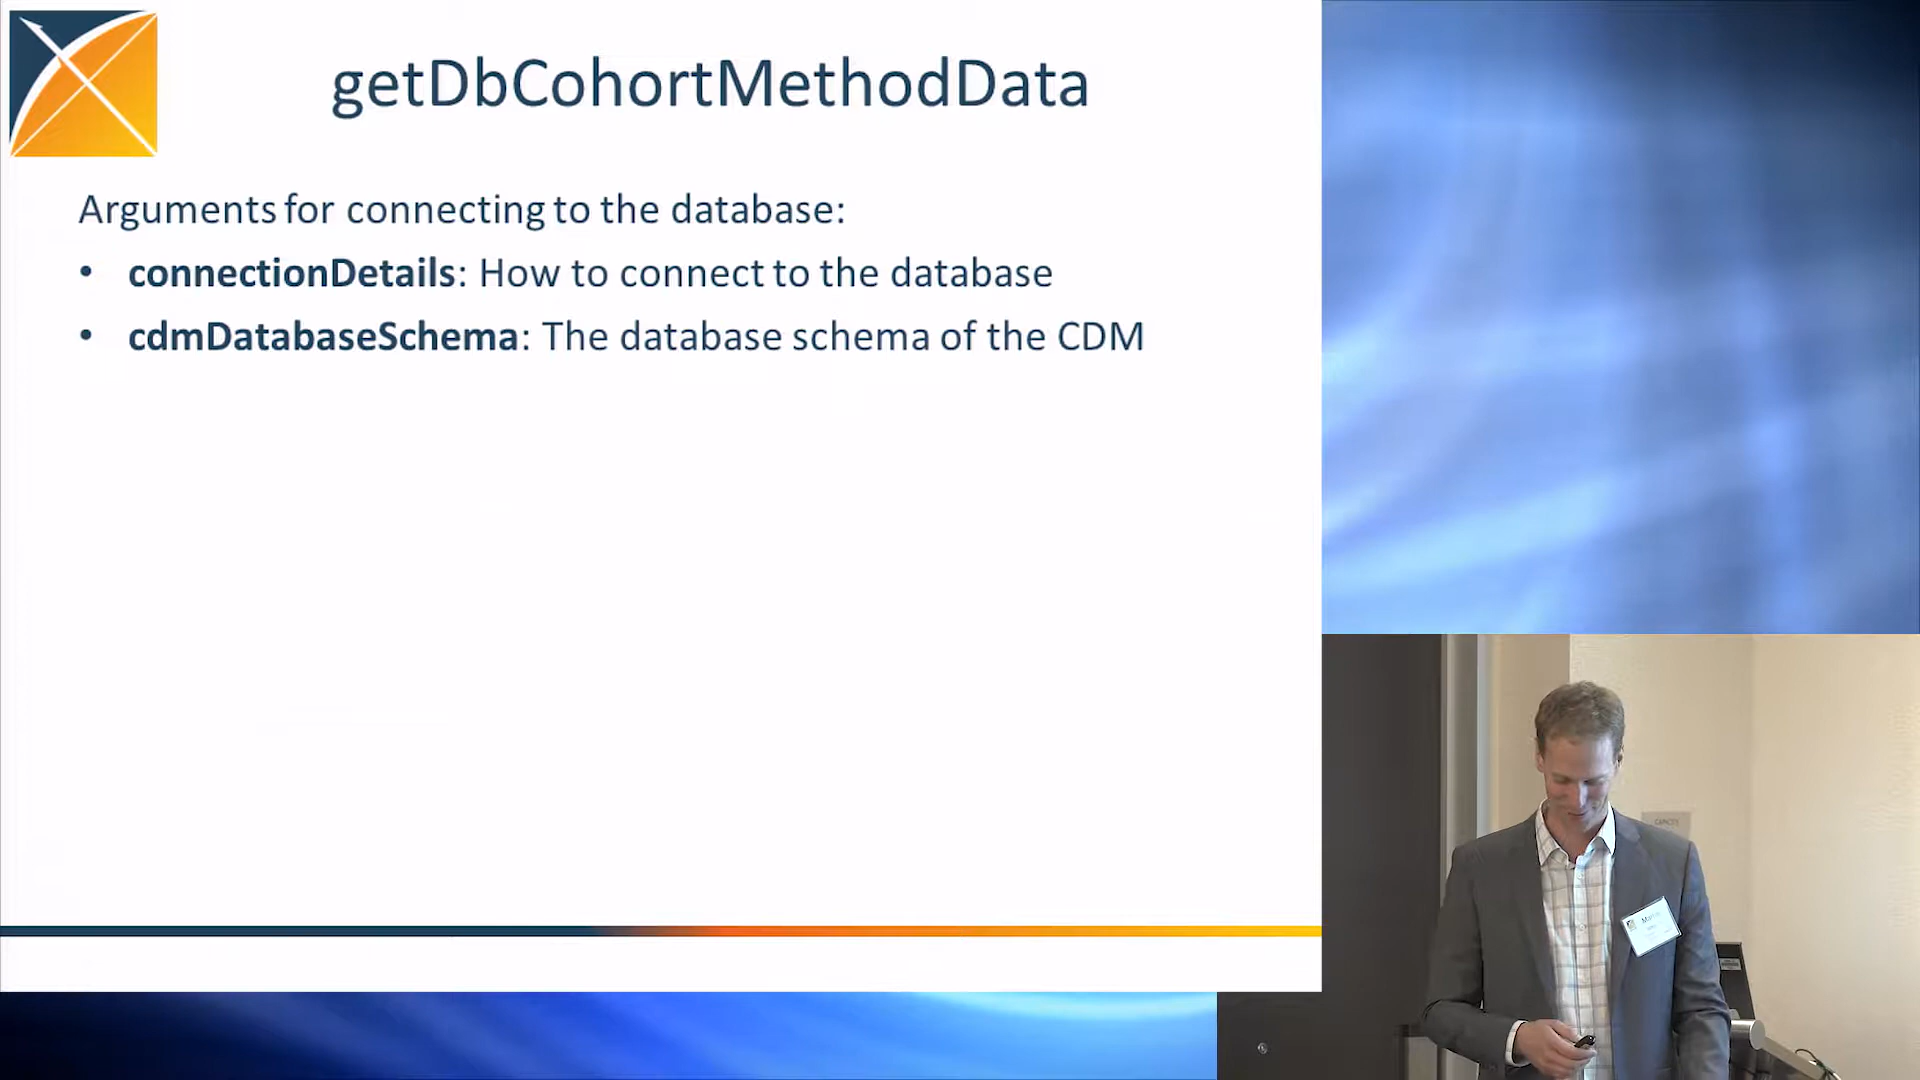 getDbCohortMethodData
Arguments for connecting to the database:
• connectionDetails: How to connect to the database
• cdmDatabaseSchema: The database schema of the CDM